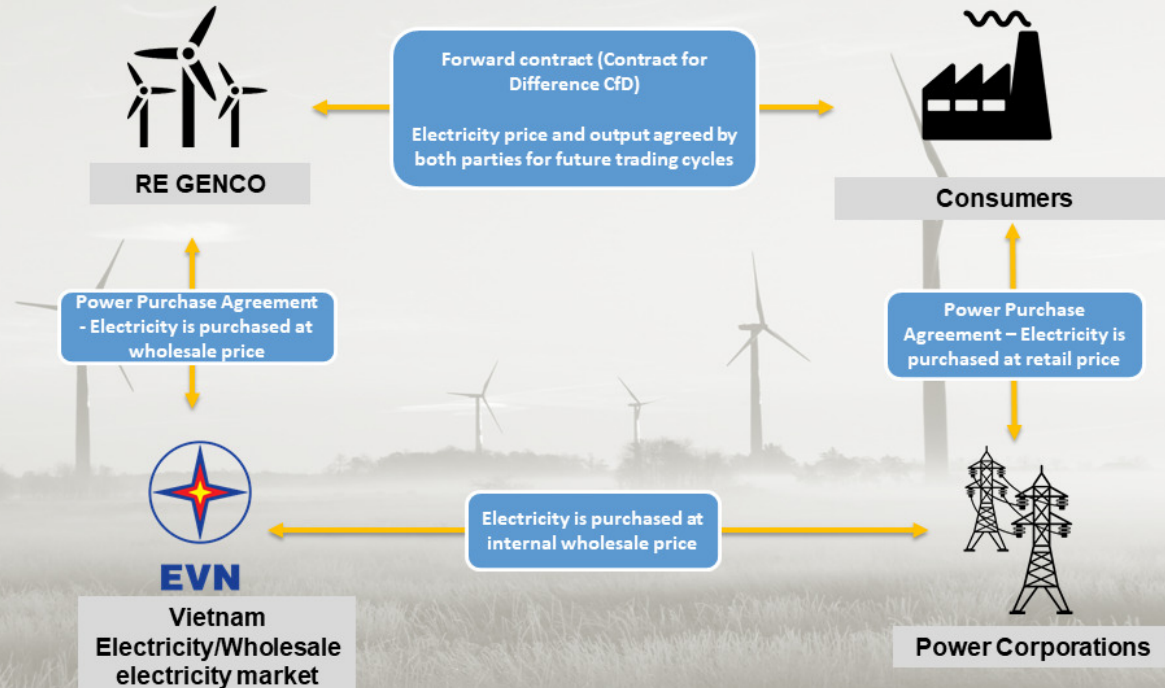 Forward contract (Contract for
Difference CfD)
Electricity price and output agreed by
both parties for future trading cycles
RE GENCO
Consumers
Power Purchase Agreement
- Electricity is purchased at
wholesale price
Power Purchase
Agreement – Electricity is
purchased at retail price
Electricity is purchased at
internal wholesale price
EVN
Vietnam
Electricity/Wholesale
electricity market
Power Corporations